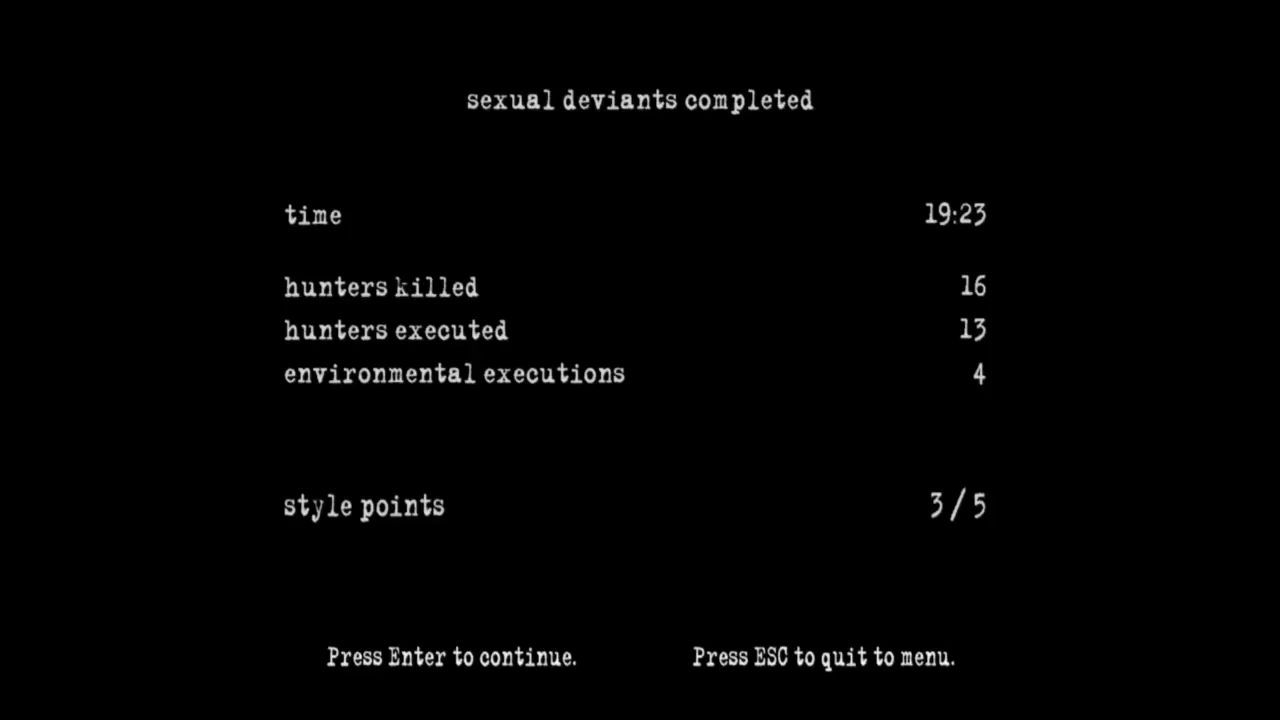 sexual deviants completed
time 19:23
hunters killed 16
hunters executed 13
environmental executions 4
style points 3 / 5
Press Enter to continue. Press ESC to quit to menu.